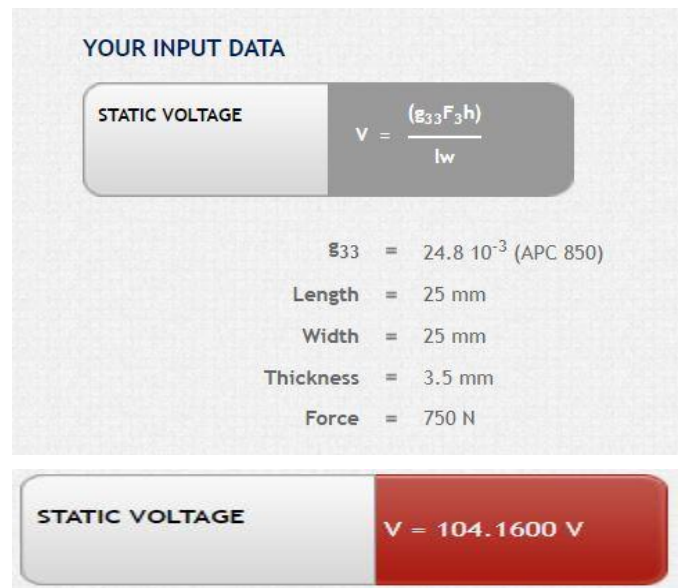 YOUR INPUT DATA
STATIC VOLTAGE
V = (g₃₃F₃h)
lw
g₃₃ = 24.8 10⁻³ (APC 850)
Length = 25 mm
Width = 25 mm
Thickness = 3.5 mm
Force = 750 N
STATIC VOLTAGE
V = 104.1600 V